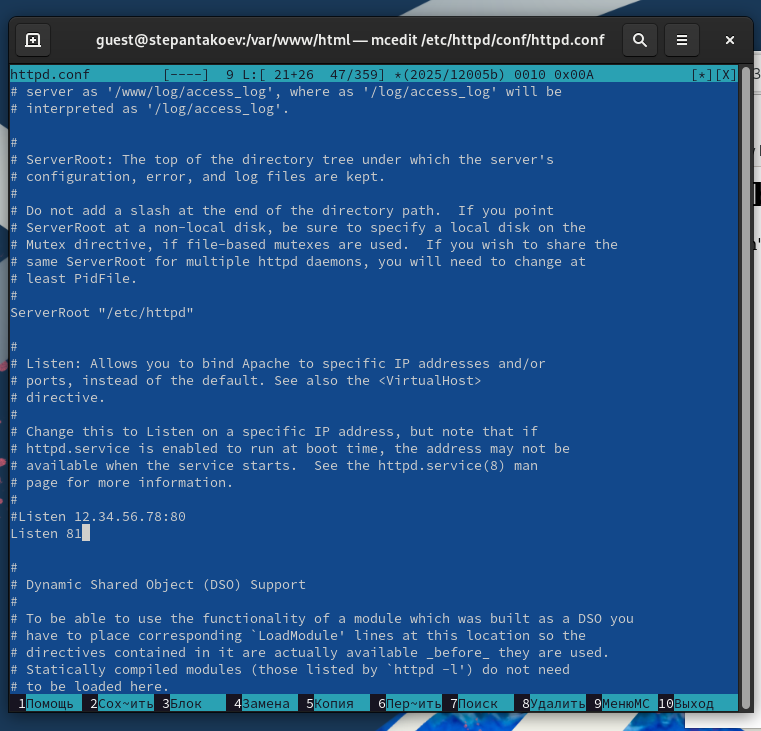 guest@stepantakoev:/var/www/html — mcedit /etc/httpd/conf/httpd.conf
httpd.conf         [----]  9 L:[ 21+26  47/359] *(2025/12005b) 0010 0x00A            [*][X]
# server as '/www/log/access_log', where as '/log/access_log' will be
# interpreted as '/log/access_log'.

#
# ServerRoot: The top of the directory tree under which the server's
# configuration, error, and log files are kept.
#
# Do not add a slash at the end of the directory path.  If you point
# ServerRoot at a non-local disk, be sure to specify a local disk on the
# Mutex directive, if file-based mutexes are used.  If you wish to share the
# same ServerRoot for multiple httpd daemons, you will need to change at
# least PidFile.
#
ServerRoot "/etc/httpd"

#
# Listen: Allows you to bind Apache to specific IP addresses and/or
# ports, instead of the default. See also the <VirtualHost>
# directive.
#
# Change this to Listen on a specific IP address, but note that if
# httpd.service is enabled to run at boot time, the address may not be
# available when the service starts.  See the httpd.service(8) man
# page for more information.
#
#Listen 12.34.56.78:80
Listen 81

#
# Dynamic Shared Object (DSO) Support
#
# To be able to use the functionality of a module which was built as a DSO you
# have to place corresponding `LoadModule' lines at this location so the
# directives contained in it are actually available _before_ they are used.
# Statically compiled modules (those listed by `httpd -l') do not need
# to be loaded here.
1Помощь  2Сох~ить 3Блок    4Замена  5Копия   6Пер~ить 7Поиск   8Удалить 9МенюMC 10Выход